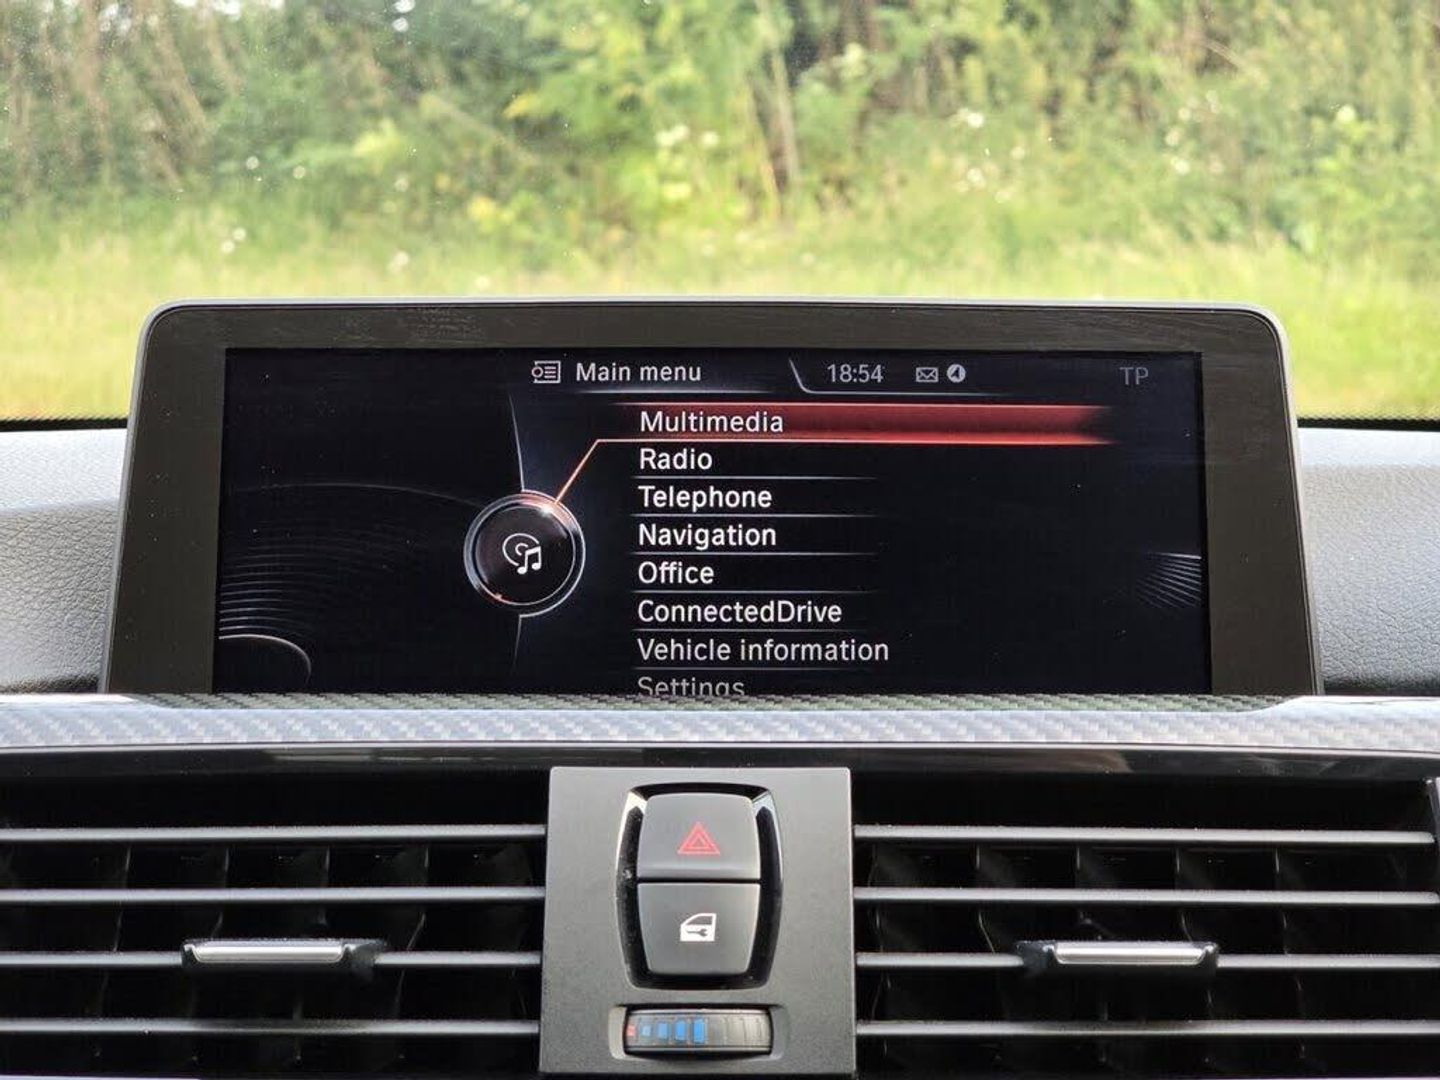 Main menu 18:54 TP
Multimedia
Radio
Telephone
Navigation
Office
ConnectedDrive
Vehicle information
Settings